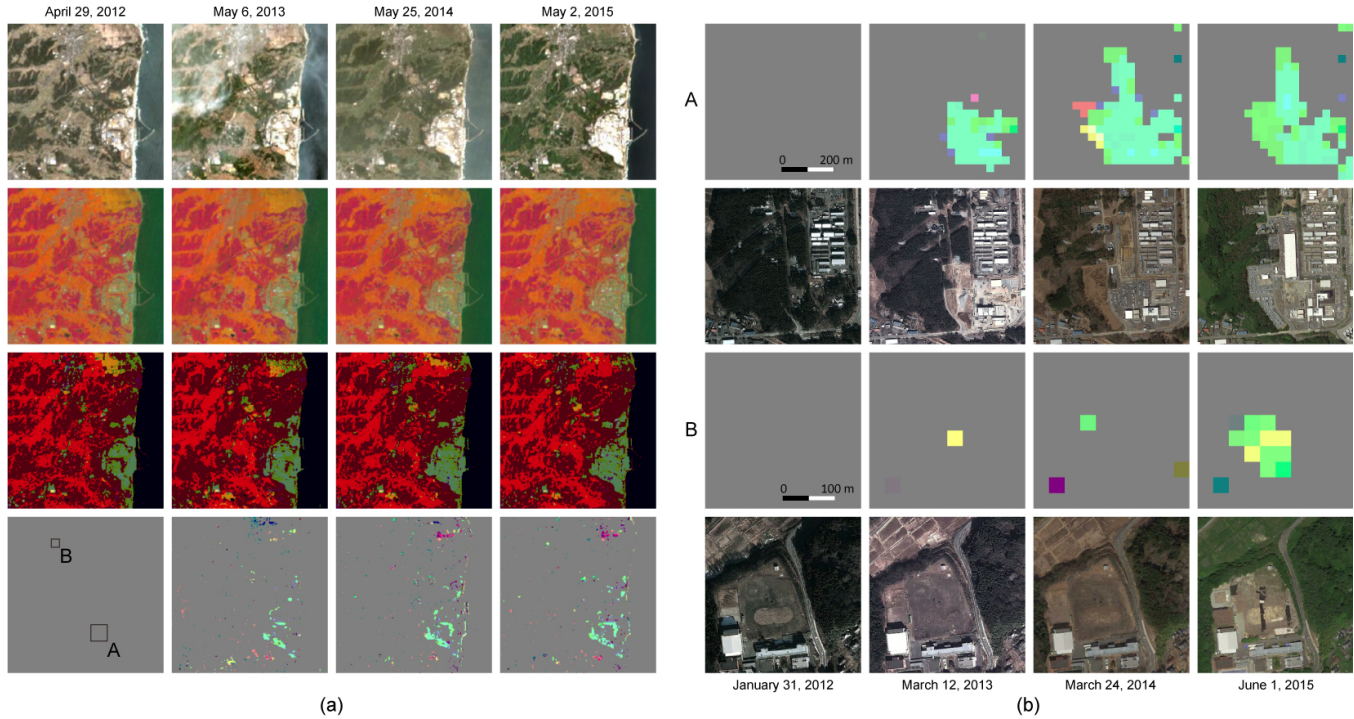 April 29, 2012
May 6, 2013
May 25, 2014
May 2, 2015
B
A
(a)
A
0 200 m
B
0 100 m
January 31, 2012
March 12, 2013
March 24, 2014
June 1, 2015
(b)